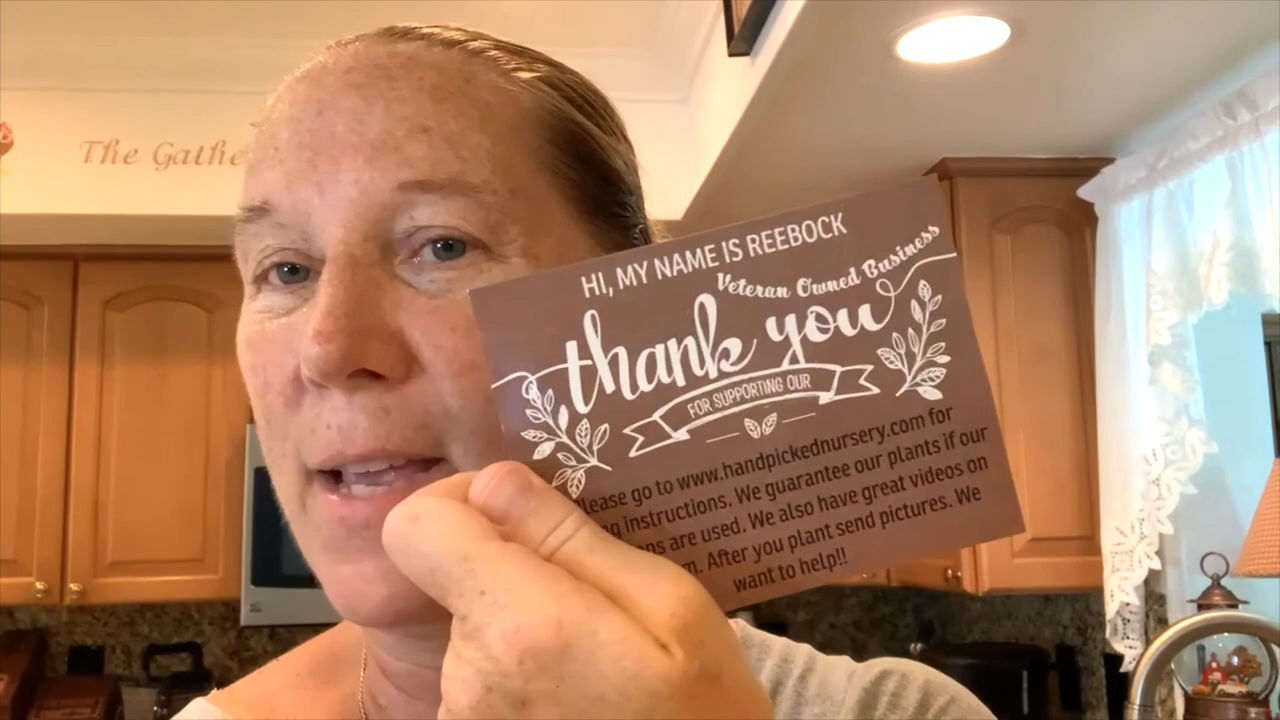 The Gathe
HI, MY NAME IS REEBOCK
Veteran Owned Business
thank you
FOR SUPPORTING OUR
lease go to www.handpickednursery.com for
g instructions, We guarantee our plants if our
ns are used. We also have great videos on
m. After you plant send pictures. We
want to help!!